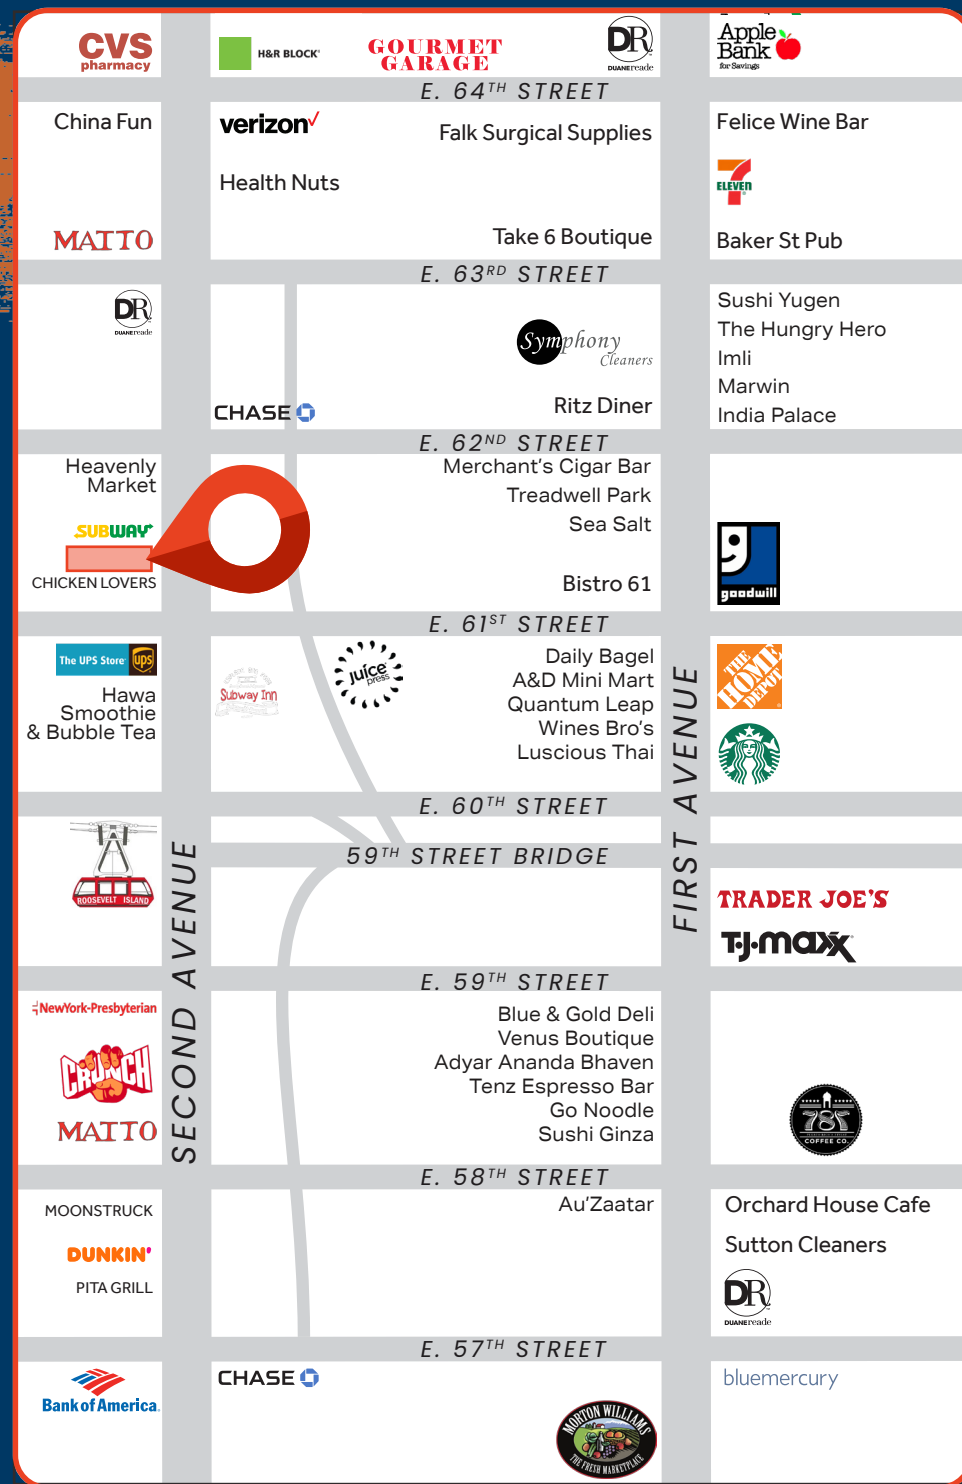 CVS
pharmacy
H&R BLOCK
GOURMET
GARAGE
DR
DUANEreade
Apple
Bank
for Savings
E. 64TH STREET
China Fun
MATTO
verizon
Health Nuts
Falk Surgical Supplies
Take 6 Boutique
Felice Wine Bar
7
ELEVEN
Baker St Pub
E. 63RD STREET
DR
DUANEreade
CHASE
Symphony
Cleaners
Ritz Diner
Sushi Yugen
The Hungry Hero
Imli
Marwin
India Palace
E. 62ND STREET
Heavenly
Market
SUBWAY
CHICKEN LOVERS
Merchant's Cigar Bar
Treadwell Park
Sea Salt
Bistro 61
goodwill
E. 61ST STREET
The UPS Store
ups
Hawa
Smoothie
& Bubble Tea
Subway Inn
juice
press
Daily Bagel
A&D Mini Mart
Quantum Leap
Wines Bro's
Luscious Thai
THE
HOME
DEPOT
FIRST AVENUE
E. 60TH STREET
ROOSEVELT ISLAND
59TH STREET BRIDGE
SECOND AVENUE
TRADER JOE'S
T·J·maxx
E. 59TH STREET
NewYork-Presbyterian
CRUNCH
MATTO
Blue & Gold Deli
Venus Boutique
Adyar Ananda Bhaven
Tenz Espresso Bar
Go Noodle
Sushi Ginza
787
COFFEE CO.
E. 58TH STREET
MOONSTRUCK
DUNKIN'
PITA GRILL
Au'Zaatar
Orchard House Cafe
Sutton Cleaners
DR
DUANEreade
E. 57TH STREET
Bank of America
CHASE
MORTON WILLIAMS
THE FRESH MARKETPLACE
bluemercury